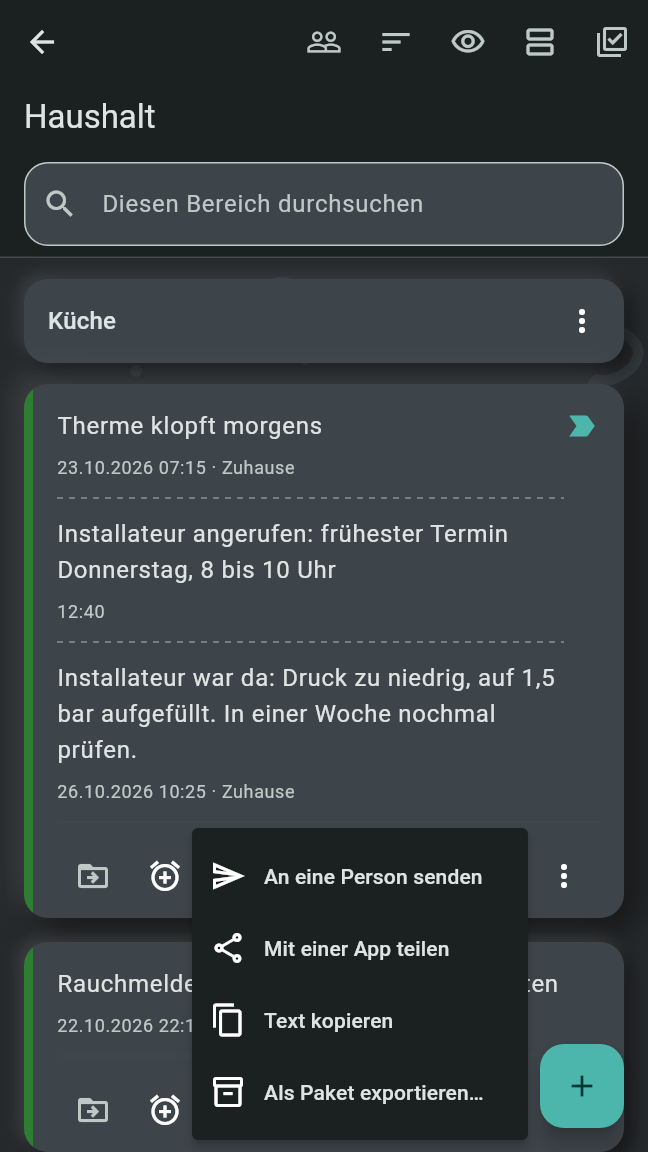 Haushalt
Diesen Bereich durchsuchen
Küche
Therme klopft morgens
23.10.2026 07:15 · Zuhause
Installateur angerufen: frühester Termin
Donnerstag, 8 bis 10 Uhr
12:40
Installateur war da: Druck zu niedrig, auf 1,5
bar aufgefüllt. In einer Woche nochmal
prüfen.
26.10.2026 10:25 · Zuhause
An eine Person senden
Mit einer App teilen
Text kopieren
Als Paket exportieren…
22.10.2026